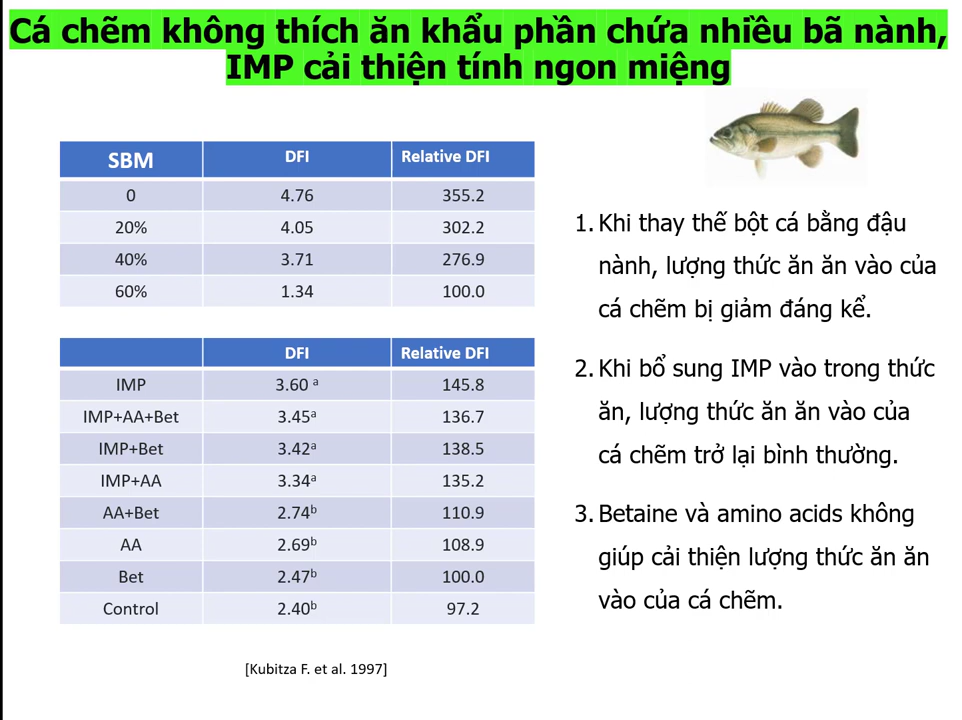 Cá chẽm không thích ăn khẩu phần chứa nhiều bã nành,
IMP cải thiện tính ngon miệng
SBM DFI Relative DFI
0 4.76 355.2
20% 4.05 302.2
40% 3.71 276.9
60% 1.34 100.0
DFI Relative DFI
IMP 3.60 ᵃ 145.8
IMP+AA+Bet 3.45ᵃ 136.7
IMP+Bet 3.42ᵃ 138.5
IMP+AA 3.34ᵃ 135.2
AA+Bet 2.74ᵇ 110.9
AA 2.69ᵇ 108.9
Bet 2.47ᵇ 100.0
Control 2.40ᵇ 97.2
[Kubitza F. et al. 1997]
1. Khi thay thế bột cá bằng đậu
nành, lượng thức ăn ăn vào của
cá chẽm bị giảm đáng kể.
2. Khi bổ sung IMP vào trong thức
ăn, lượng thức ăn ăn vào của
cá chẽm trở lại bình thường.
3. Betaine và amino acids không
giúp cải thiện lượng thức ăn ăn
vào của cá chẽm.